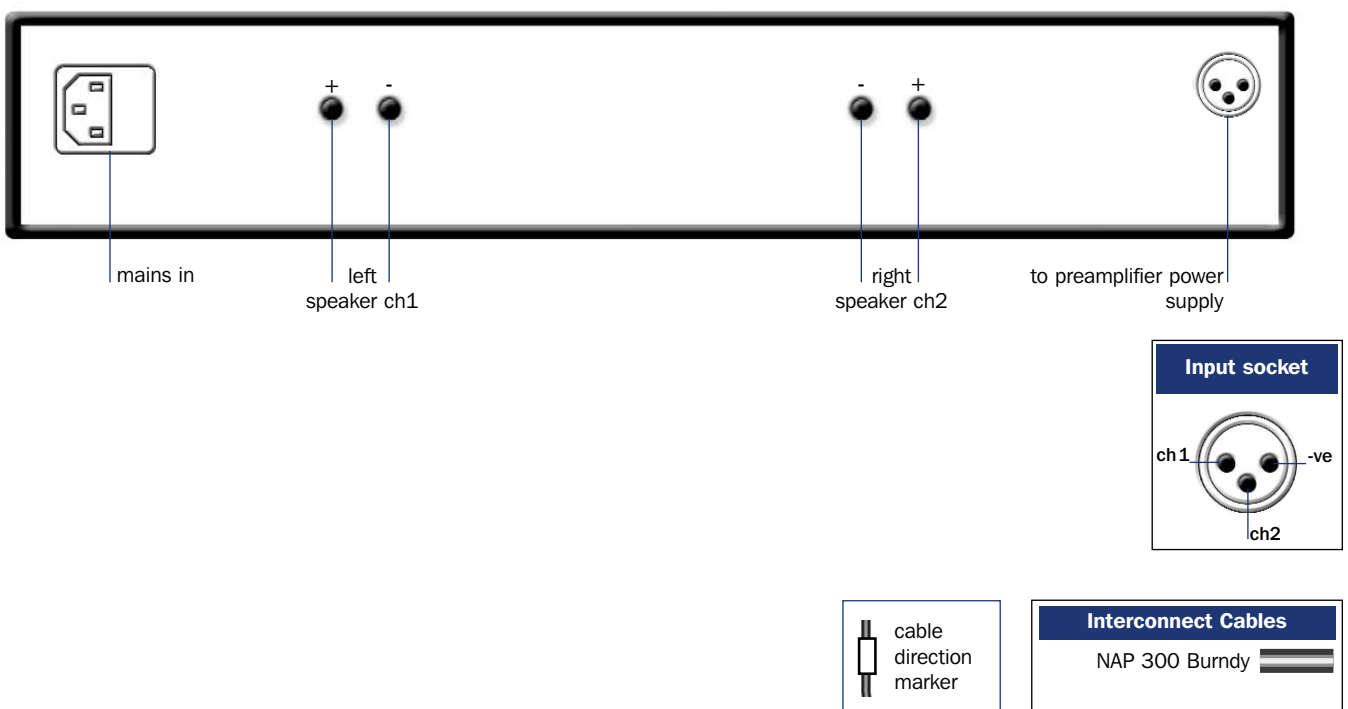 + -
- +
mains in
left
speaker ch1
right
speaker ch2
to preamplifier power
supply
Input socket
ch1
-ve
ch2
cable
direction
marker
Interconnect Cables
NAP 300 Burndy